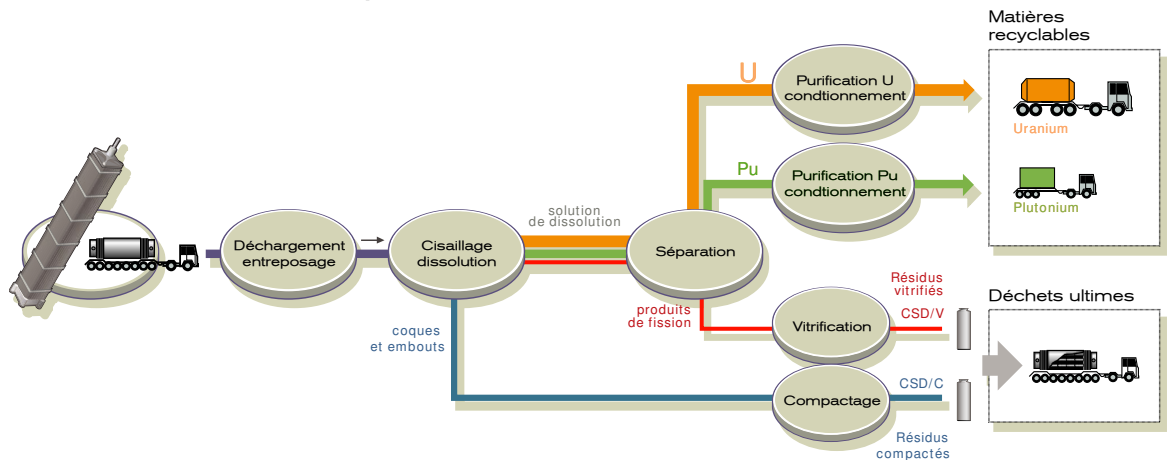 Matières
recyclables
U
Purification U
condtionnement
Uranium
Pu
Purification Pu
condtionnement
Plutonium
solution
de dissolution
Déchargement
entreposage
Cisaillage
dissolution
Séparation
Résidus
vitrifiés
produits
de fission
CSD/V
Vitrification
Déchets ultimes
coques
et embouts
CSD/C
Compactage
Résidus
compactés